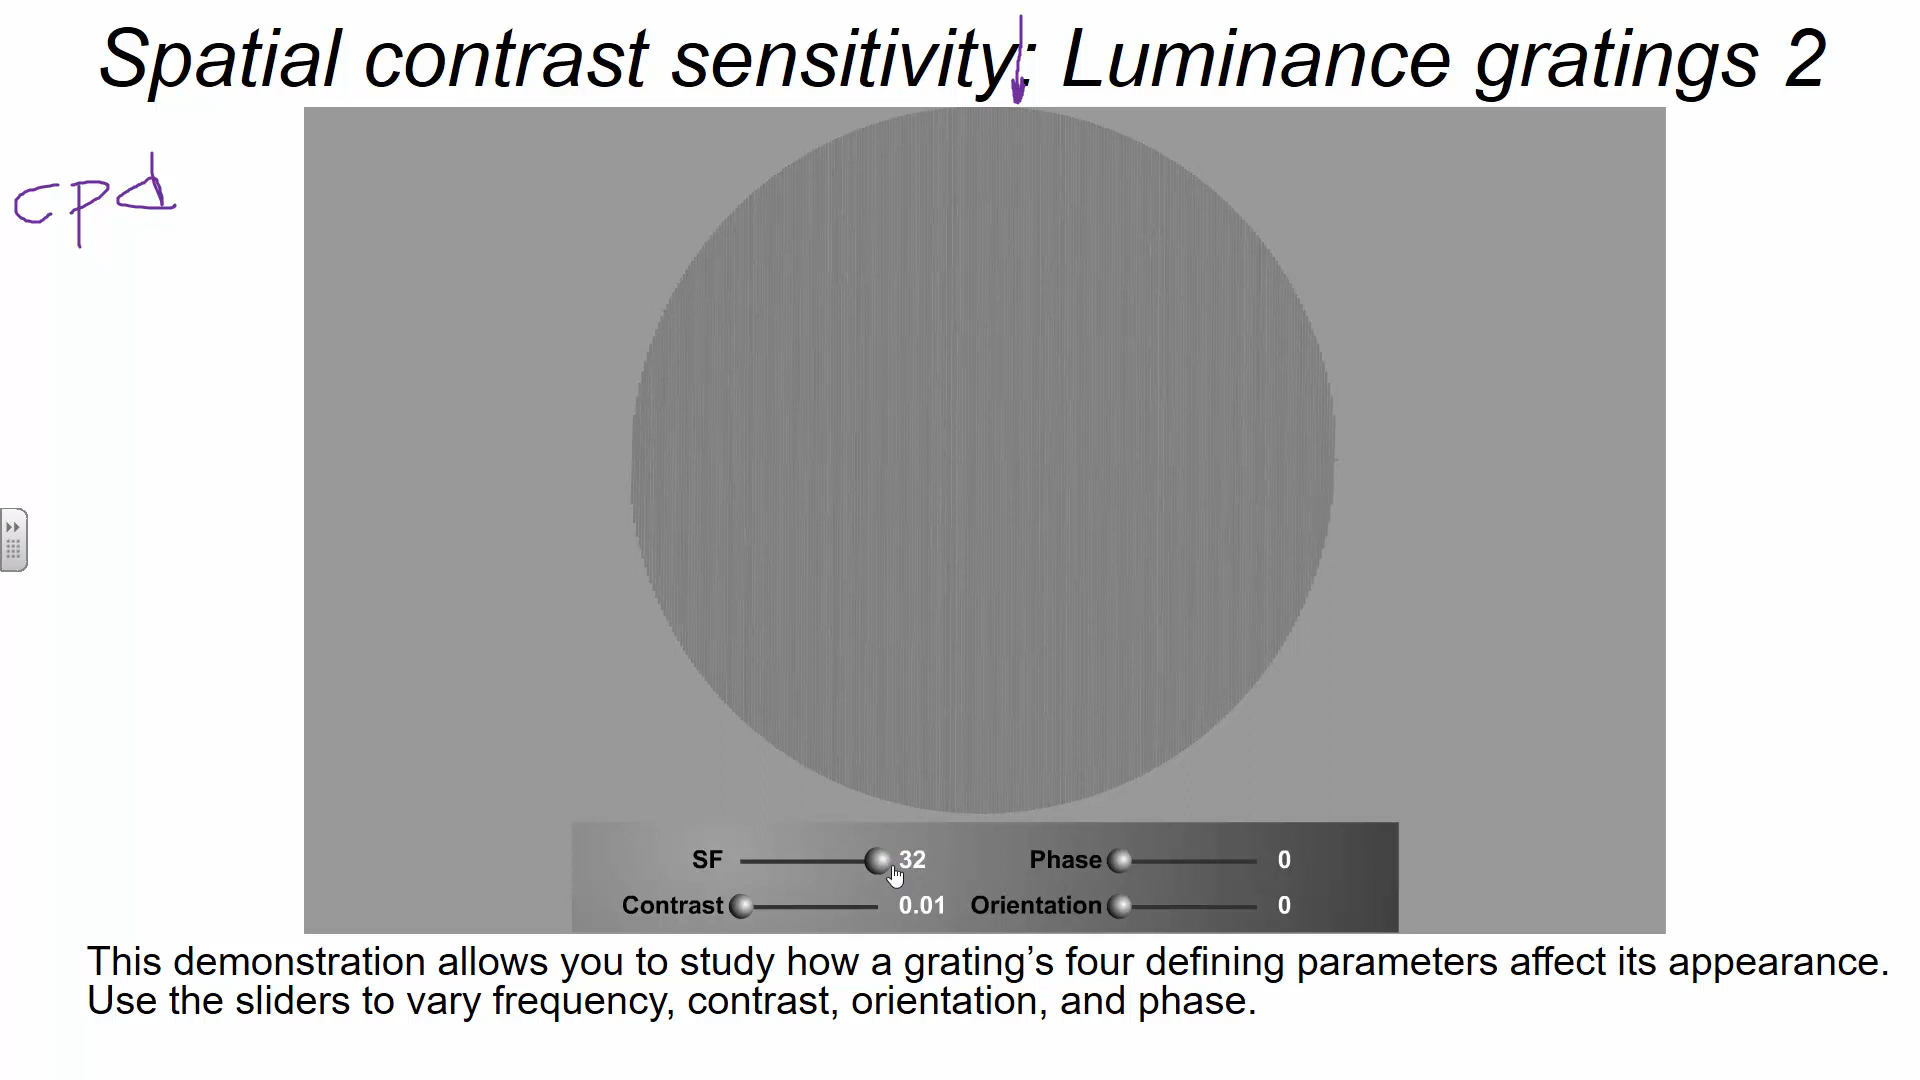 Spatial contrast sensitivity: Luminance gratings 2
cpd
SF 32 Phase 0
Contrast 0.01 Orientation 0
This demonstration allows you to study how a grating’s four defining parameters affect its appearance.
Use the sliders to vary frequency, contrast, orientation, and phase.